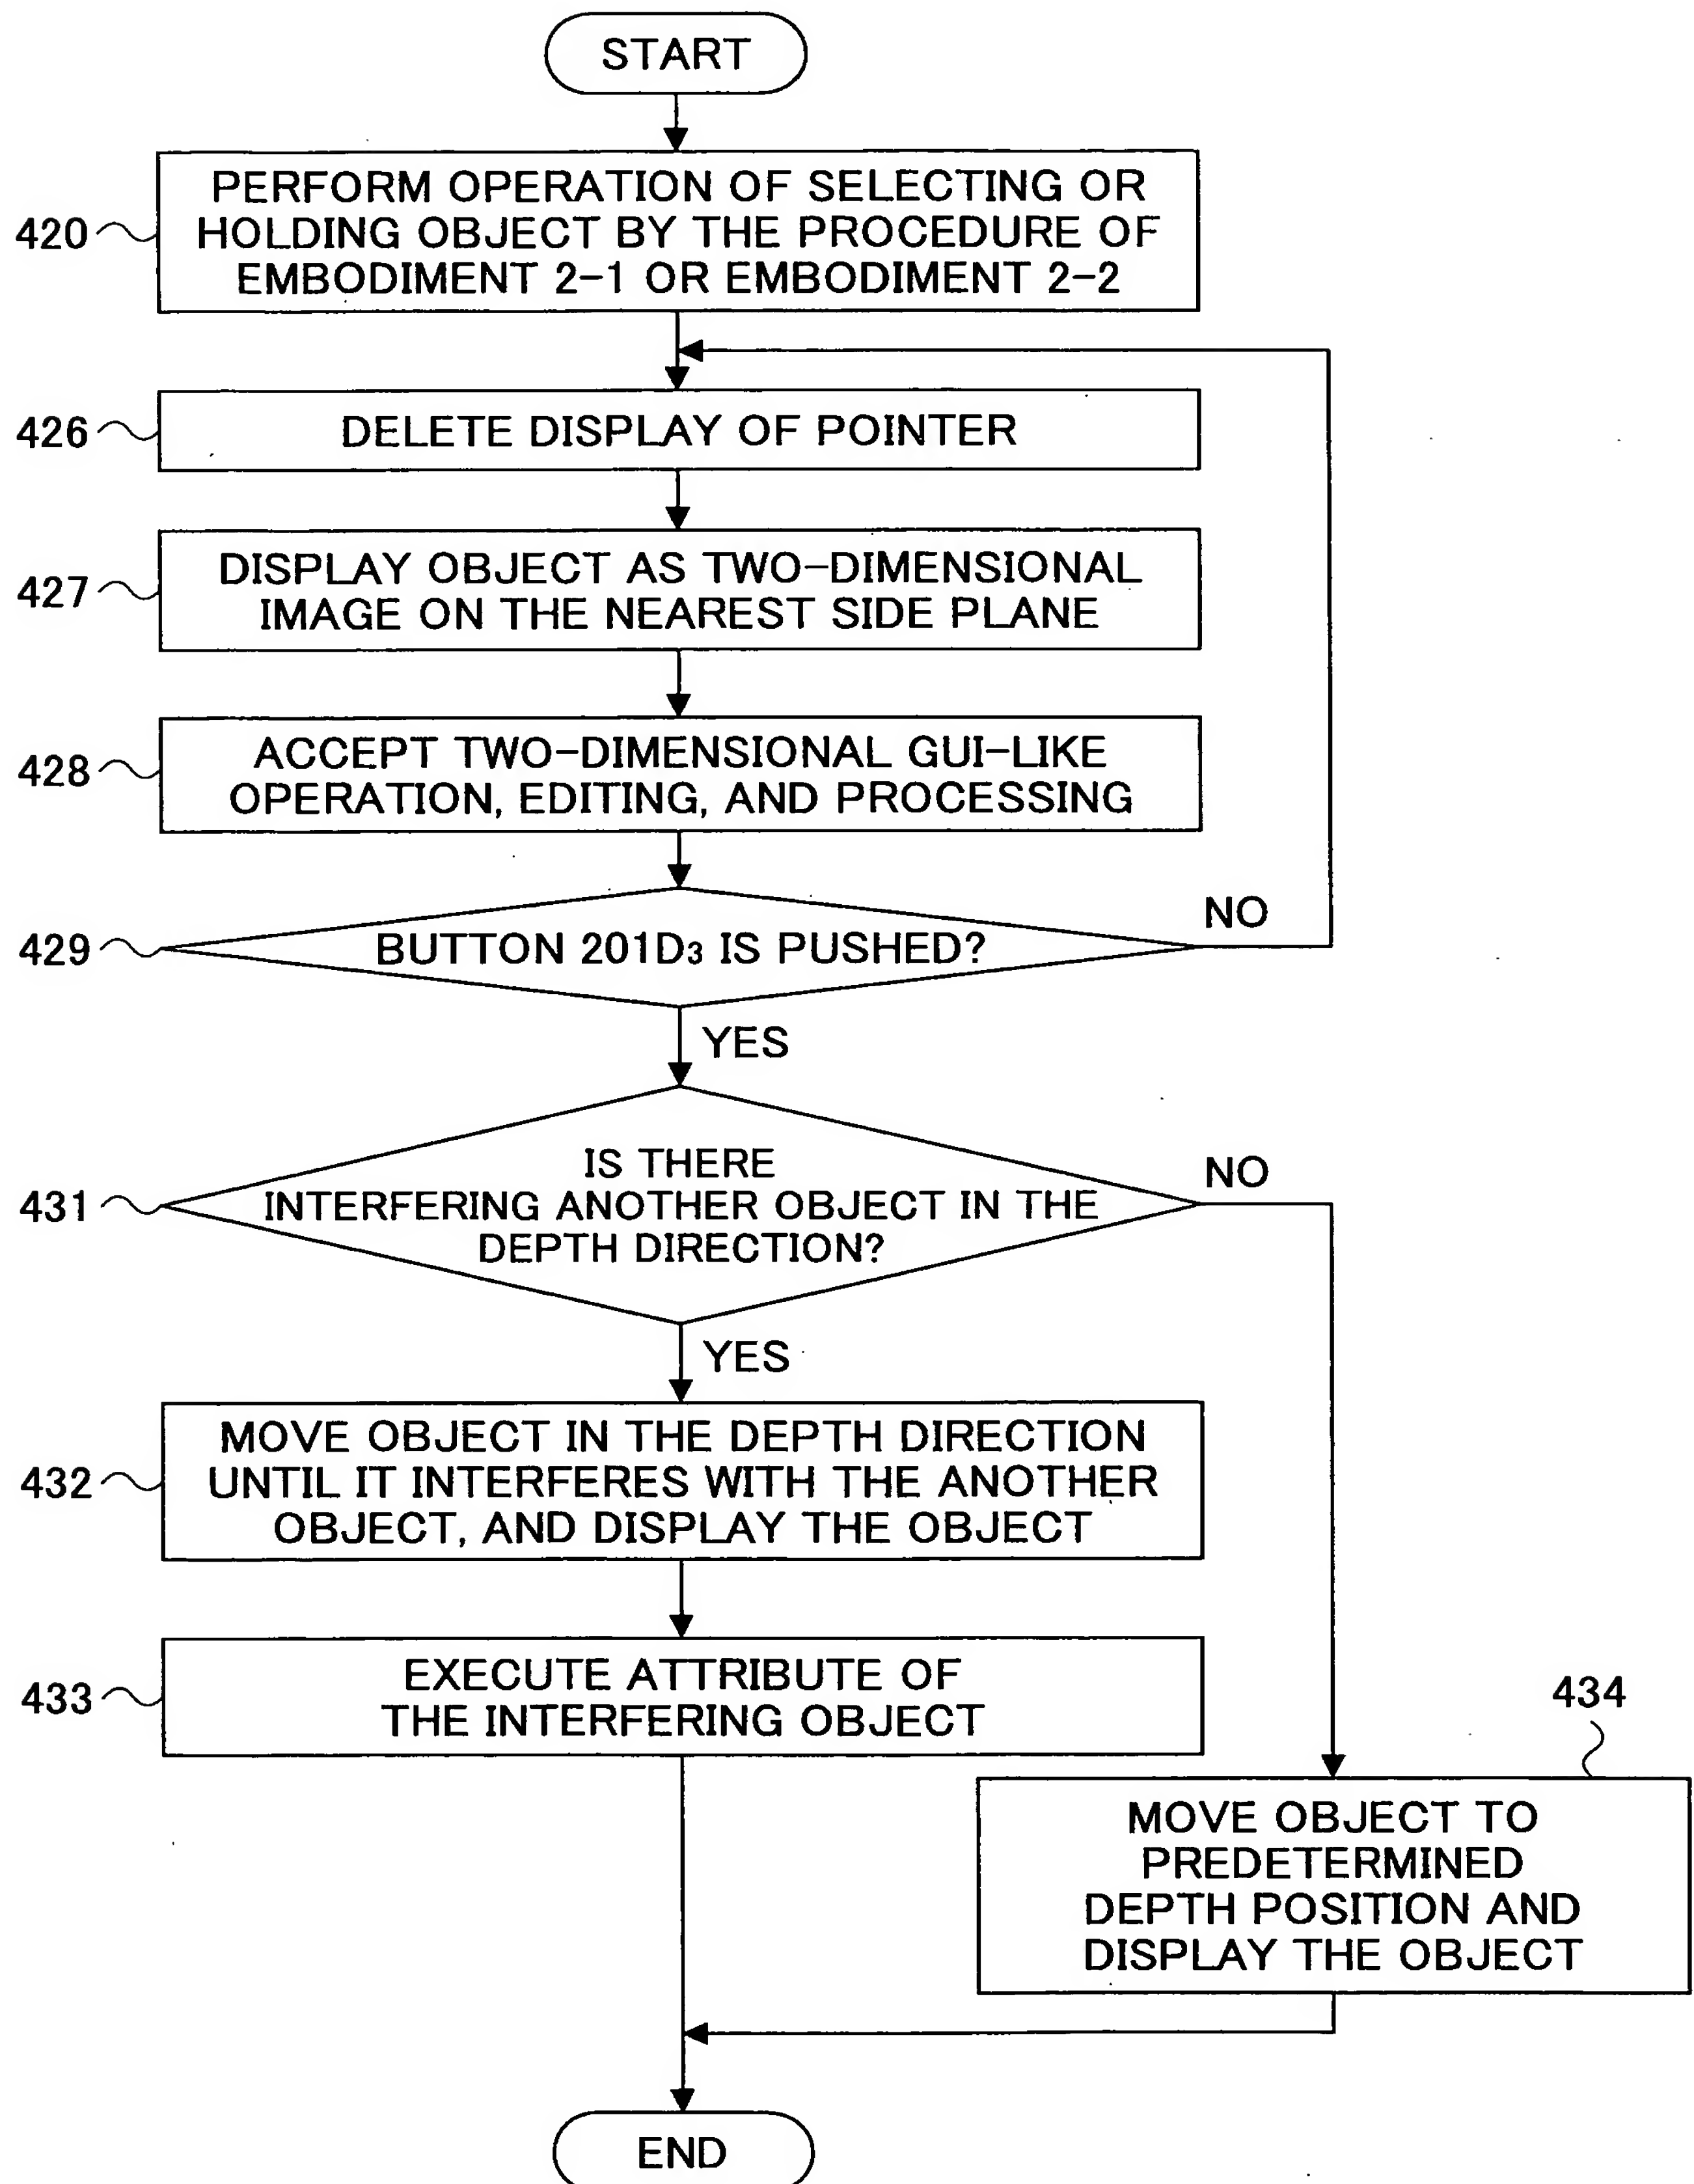 START
420
PERFORM OPERATION OF SELECTING OR
HOLDING OBJECT BY THE PROCEDURE OF
EMBODIMENT 2-1 OR EMBODIMENT 2-2
426
DELETE DISPLAY OF POINTER
427
DISPLAY OBJECT AS TWO-DIMENSIONAL
IMAGE ON THE NEAREST SIDE PLANE
428
ACCEPT TWO-DIMENSIONAL GUI-LIKE
OPERATION, EDITING, AND PROCESSING
429
BUTTON 201D₃ IS PUSHED?
NO
YES
431
IS THERE
INTERFERING ANOTHER OBJECT IN THE
DEPTH DIRECTION?
NO
YES
432
MOVE OBJECT IN THE DEPTH DIRECTION
UNTIL IT INTERFERES WITH THE ANOTHER
OBJECT, AND DISPLAY THE OBJECT
433
EXECUTE ATTRIBUTE OF
THE INTERFERING OBJECT
434
MOVE OBJECT TO
PREDETERMINED
DEPTH POSITION AND
DISPLAY THE OBJECT
END